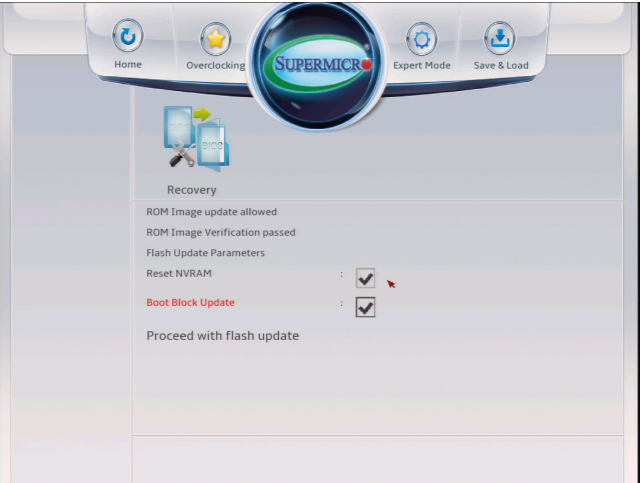 Home
Overclocking
SUPERMICR
Expert Mode
Save & Load
BIOS
Recovery
ROM Image update allowed
ROM Image Verification passed
Flash Update Parameters
Reset NVRAM :
Boot Block Update :
Proceed with flash update